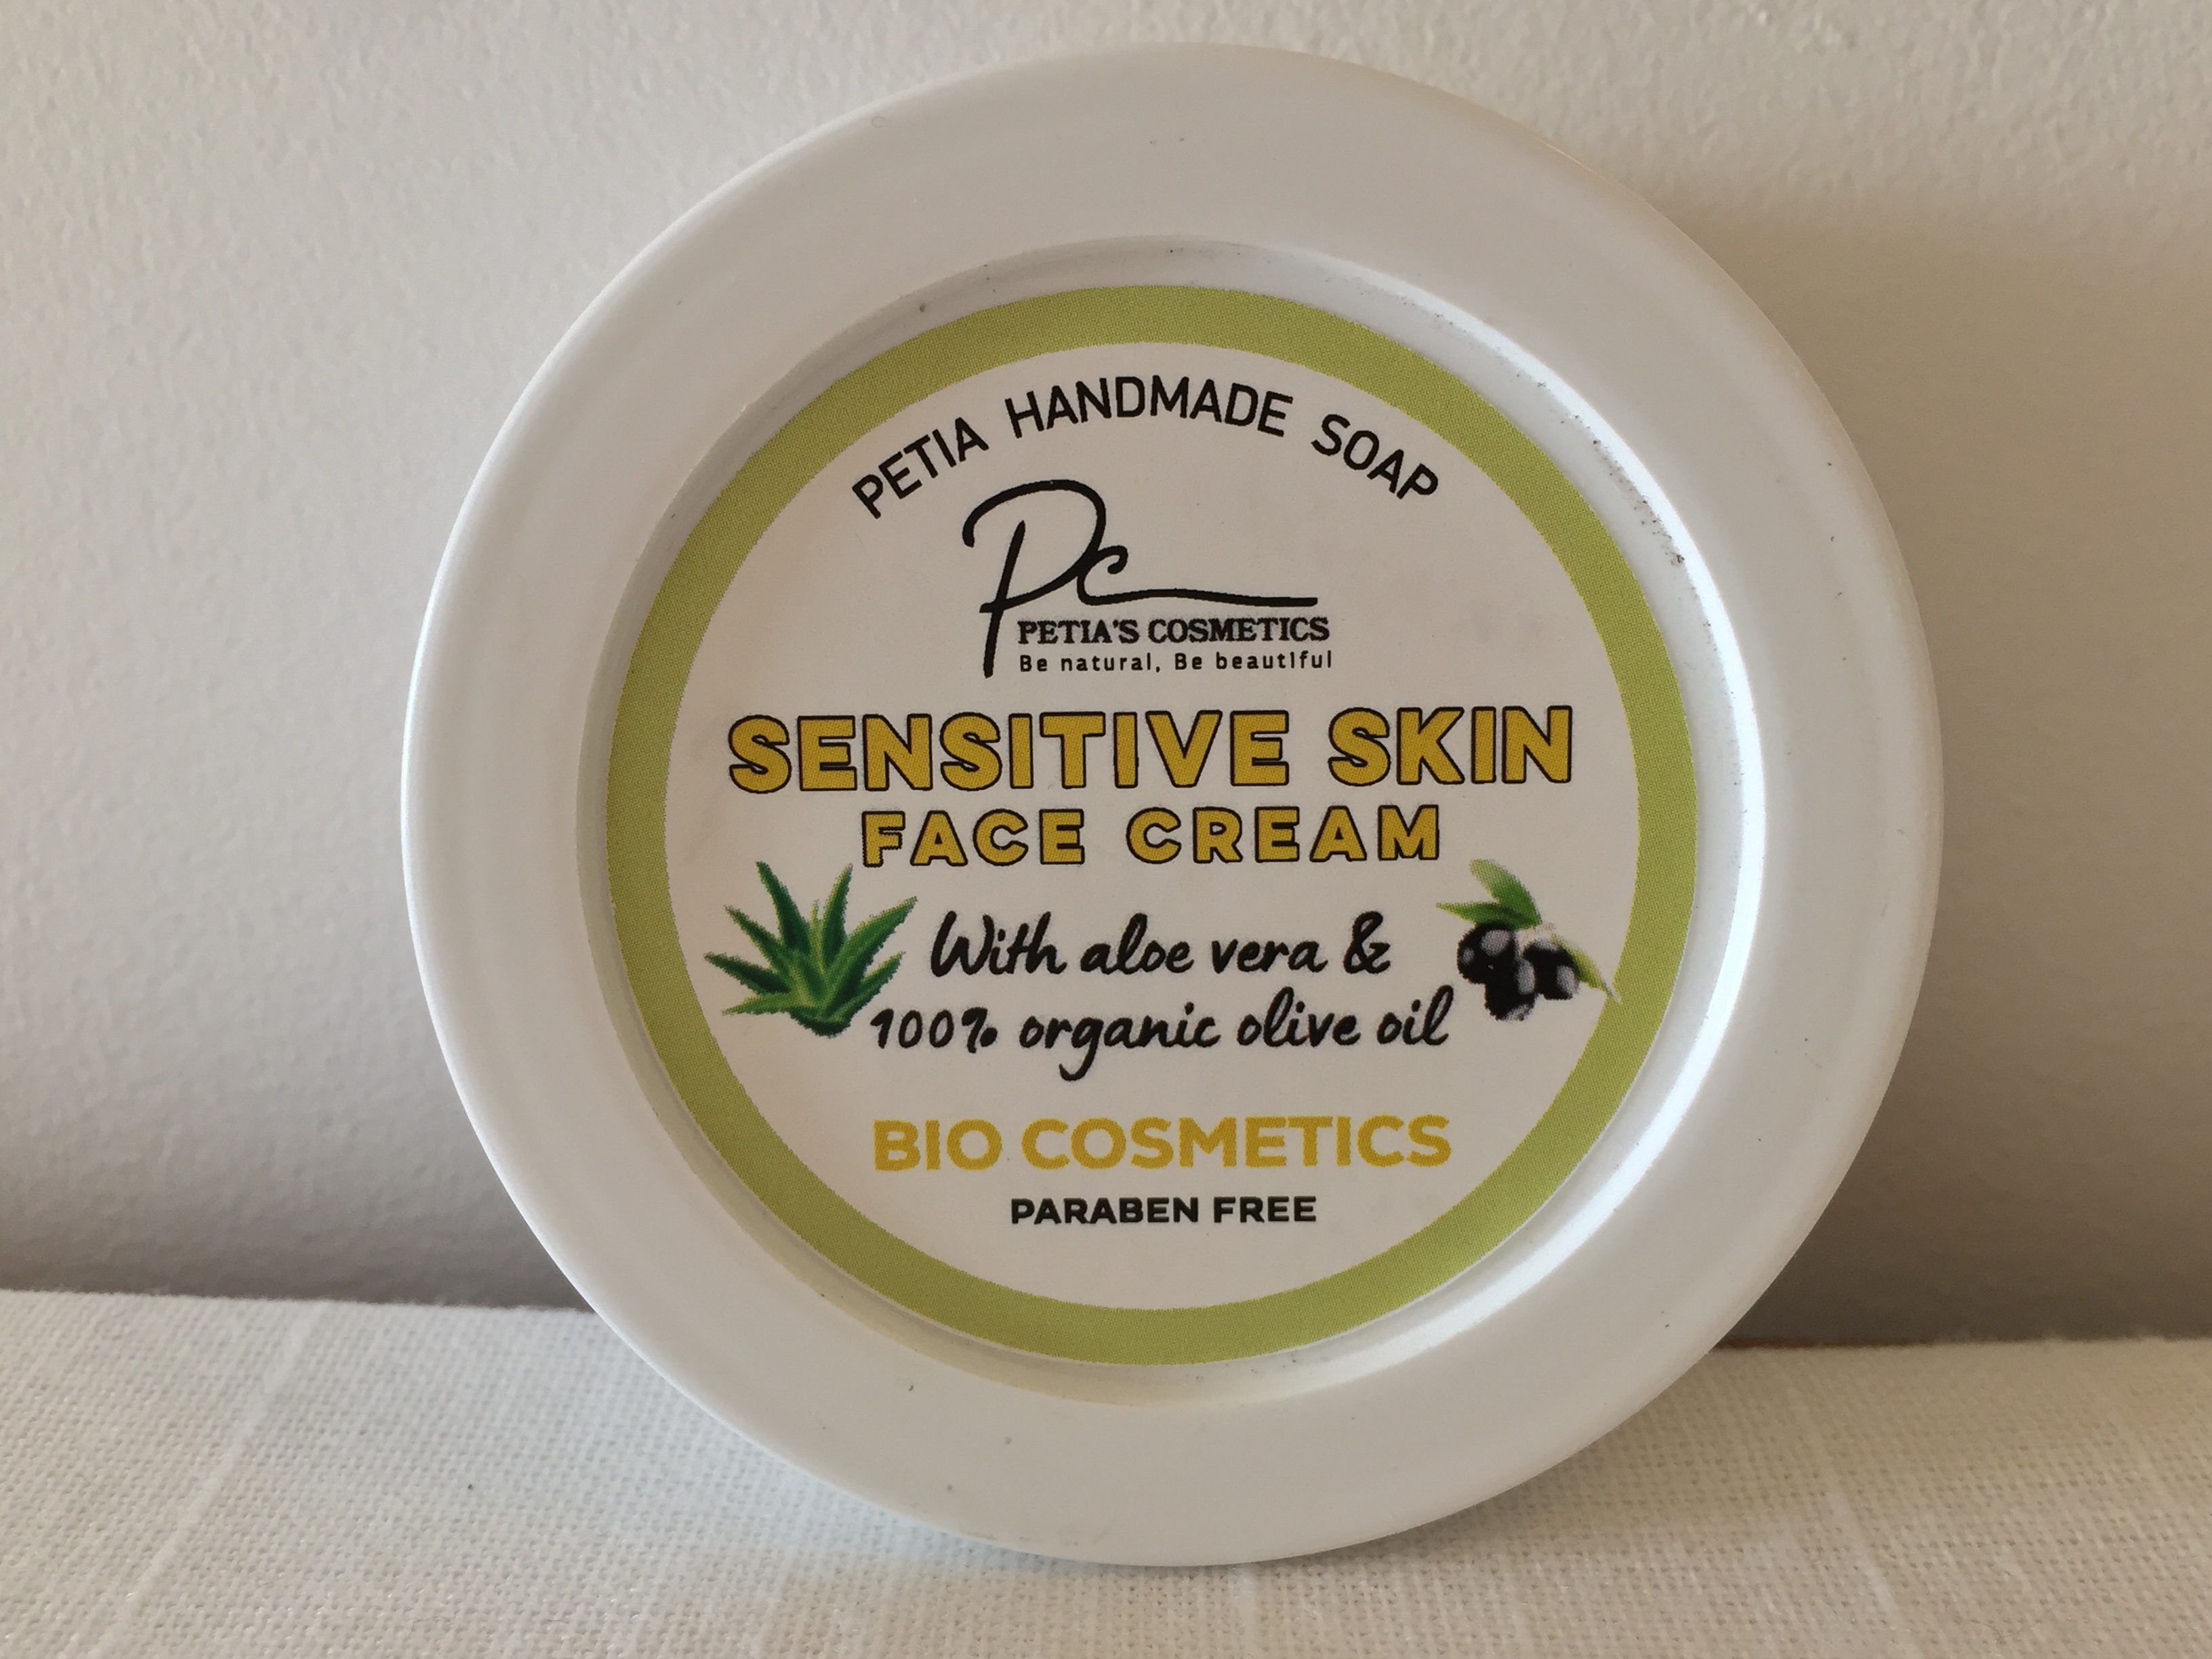 PETIA HANDMADE SOAP
Pc
PETIA'S COSMETICS
Be natural, Be beautiful
SENSITIVE SKIN
FACE CREAM
With aloe vera &
100% organic olive oil
BIO COSMETICS
PARABEN FREE